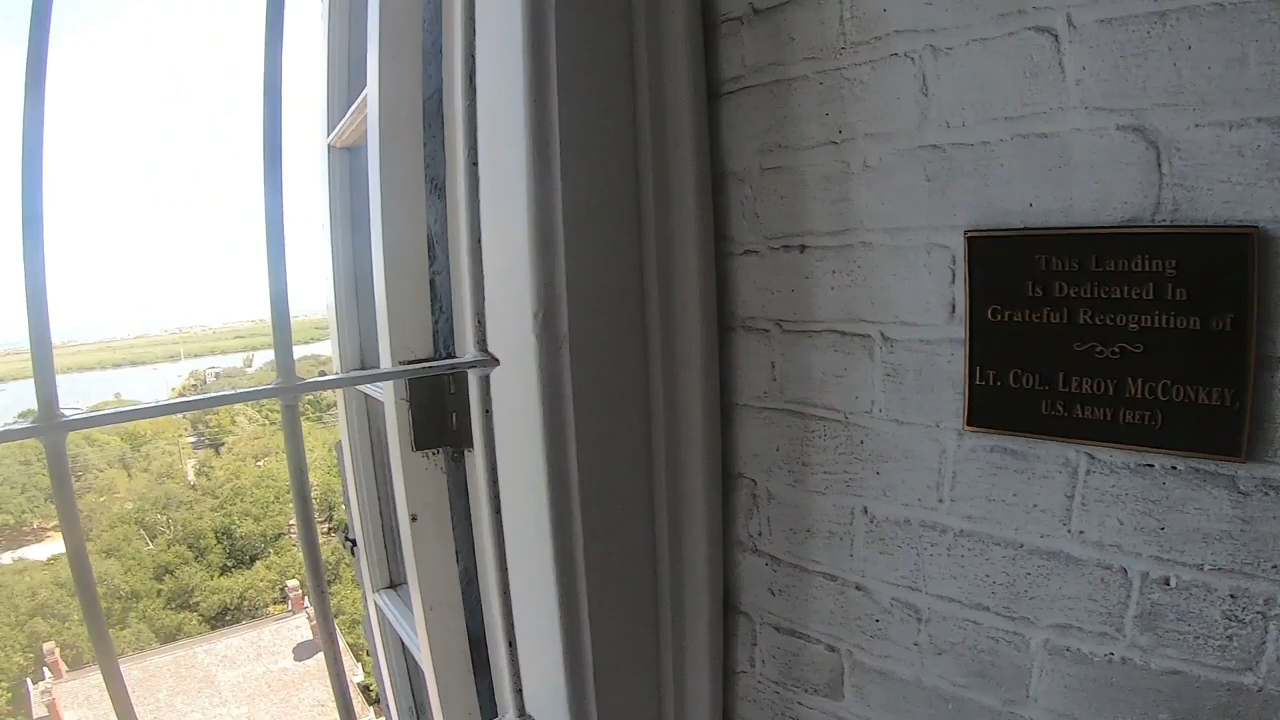 This Landing
Is Dedicated In
Grateful Recognition of
Lt. Col. Leroy McConkey,
U.S. Army (Ret.)